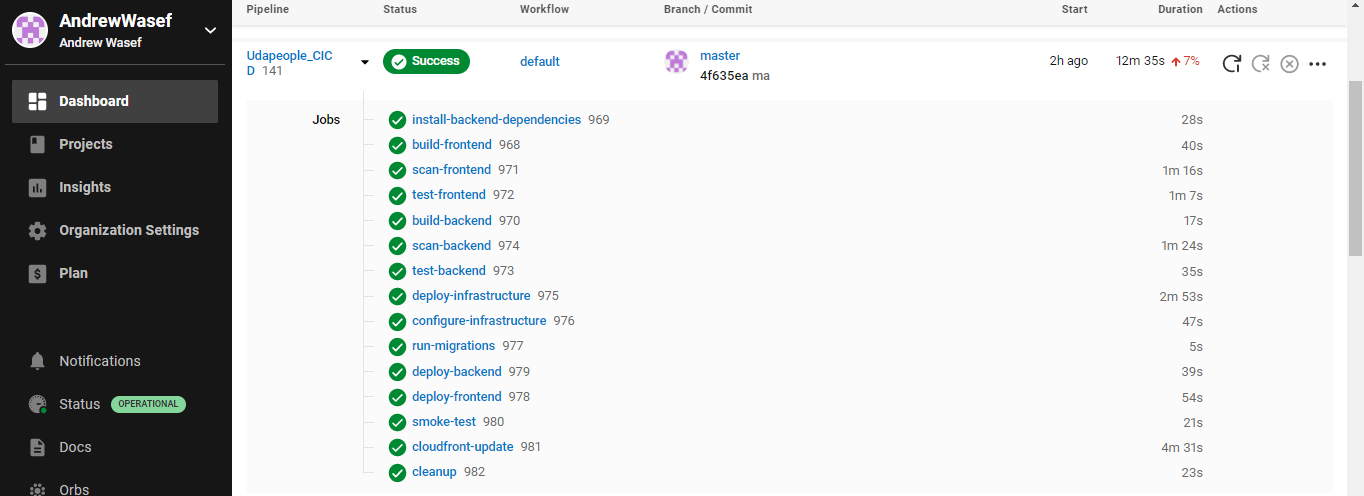 AndrewWasef
Andrew Wasef
Dashboard
Projects
Insights
Organization Settings
Plan
Notifications
Status OPERATIONAL
Docs
Orbs
Pipeline Status Workflow Branch / Commit Start Duration Actions
Udapeople_CIC
D 141
Success
default
master
4f635ea ma
2h ago
12m 35s 7%
Jobs
install-backend-dependencies 969 28s
build-frontend 968 40s
scan-frontend 971 1m 16s
test-frontend 972 1m 7s
build-backend 970 17s
scan-backend 974 1m 24s
test-backend 973 35s
deploy-infrastructure 975 2m 53s
configure-infrastructure 976 47s
run-migrations 977 5s
deploy-backend 979 39s
deploy-frontend 978 54s
smoke-test 980 21s
cloudfront-update 981 4m 31s
cleanup 982 23s